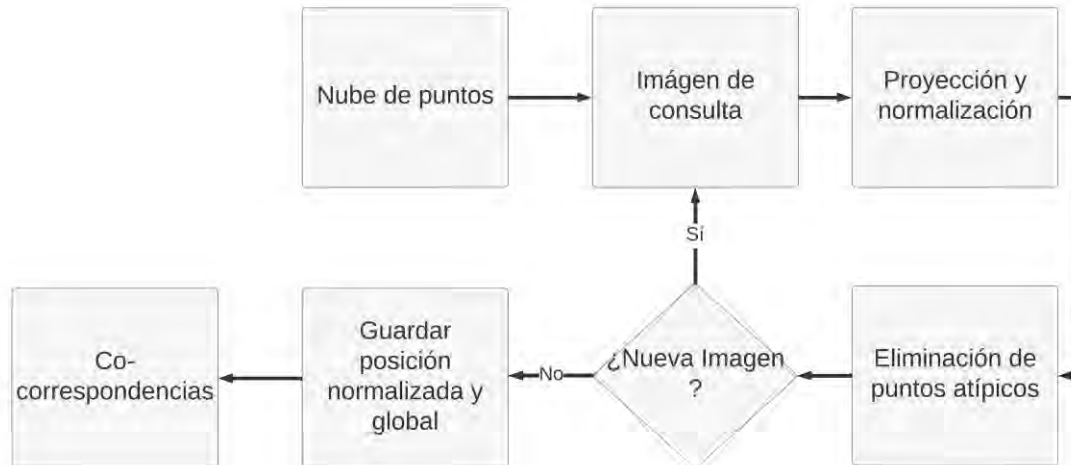 Nube de puntos
Imágen de
consulta
Proyección y
normalización
Sí
Co-
correspondencias
Guardar
posición
normalizada y
global
No
¿Nueva Imagen
?
Eliminación de
puntos atípicos